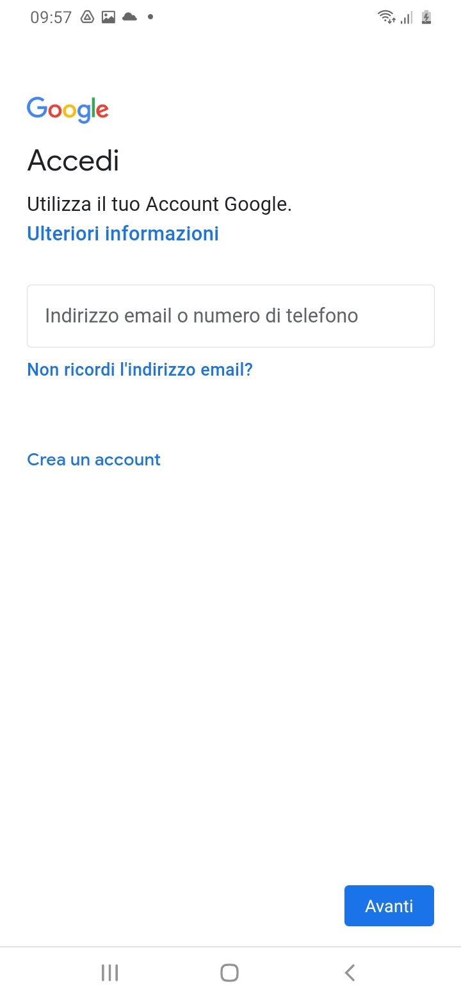 09:57
Google
Accedi
Utilizza il tuo Account Google.
Ulteriori informazioni
Indirizzo email o numero di telefono
Non ricordi l'indirizzo email?
Crea un account
Avanti